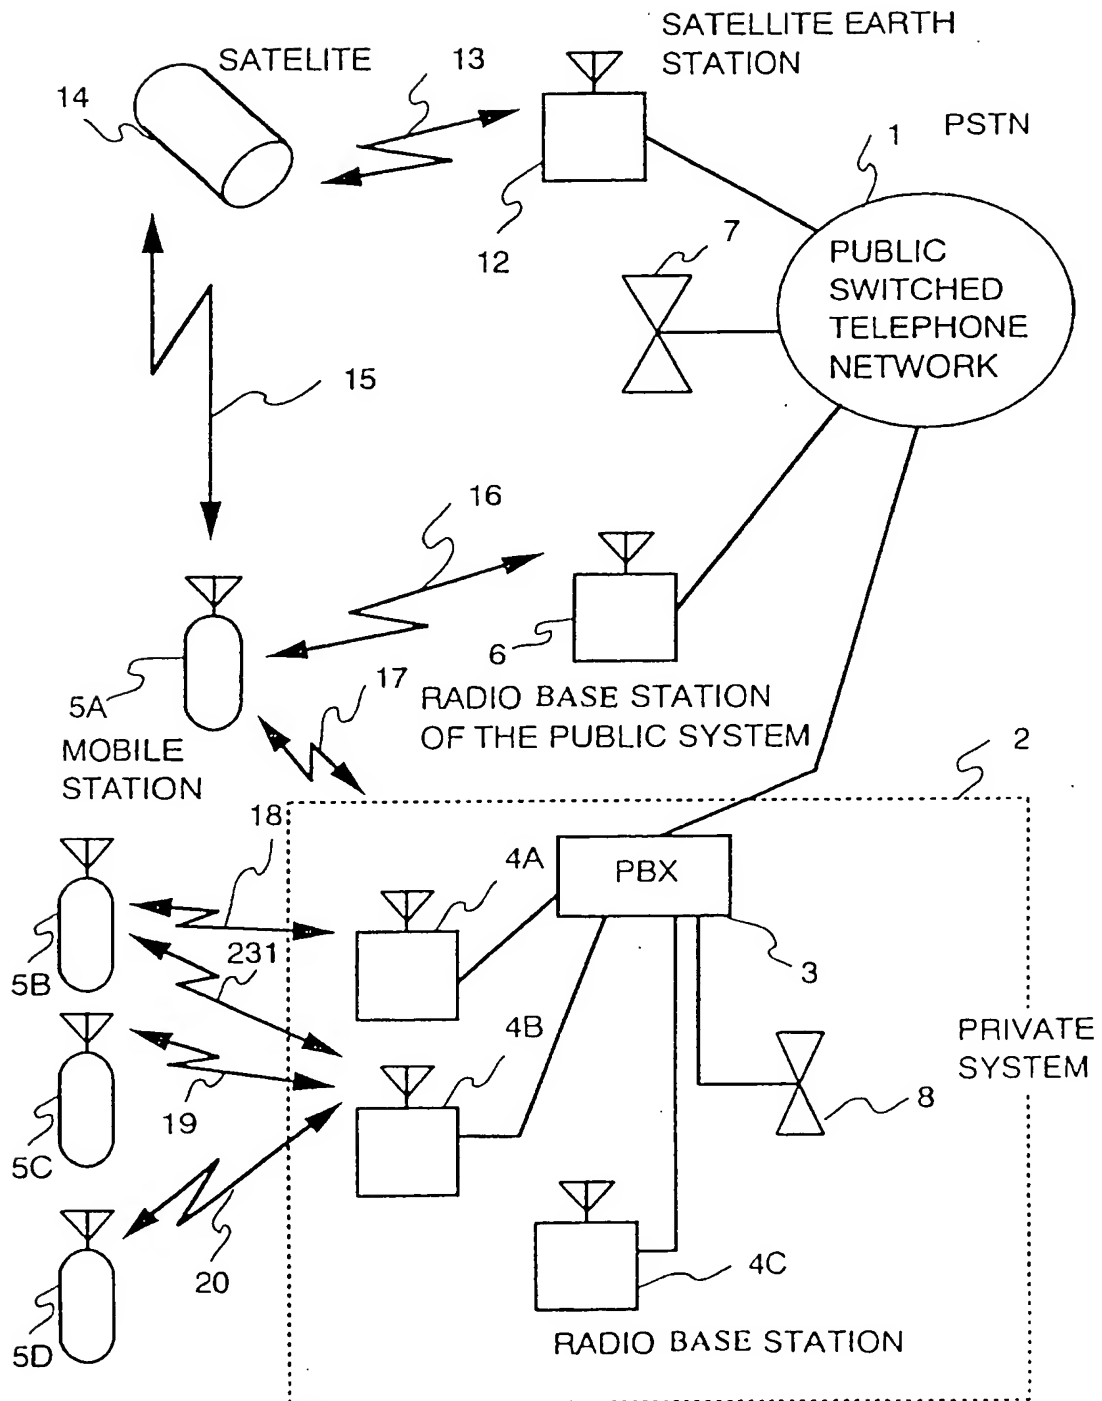 SATELLITE EARTH
STATION
SATELITE
13
14
1
PSTN
12
7
PUBLIC
SWITCHED
TELEPHONE
NETWORK
15
16
6
17
5A
RADIO BASE STATION
OF THE PUBLIC SYSTEM
MOBILE
STATION
2
18
4A
PBX
231
5B
3
4B
PRIVATE
SYSTEM
19
8
5C
20
4C
5D
RADIO BASE STATION